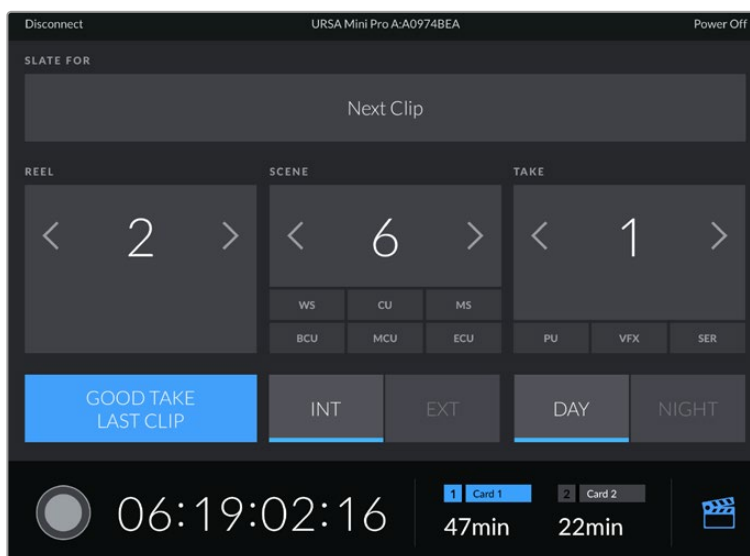 Disconnect URSA Mini Pro A:A0974BEA Power Off
SLATE FOR
Next Clip
REEL SCENE TAKE
2 6 1
WS CU MS
BCU MCU ECU PU VFX SER
GOOD TAKE
LAST CLIP
INT EXT DAY NIGHT
1 Card 1 2 Card 2
06:19:02:16 47min 22min